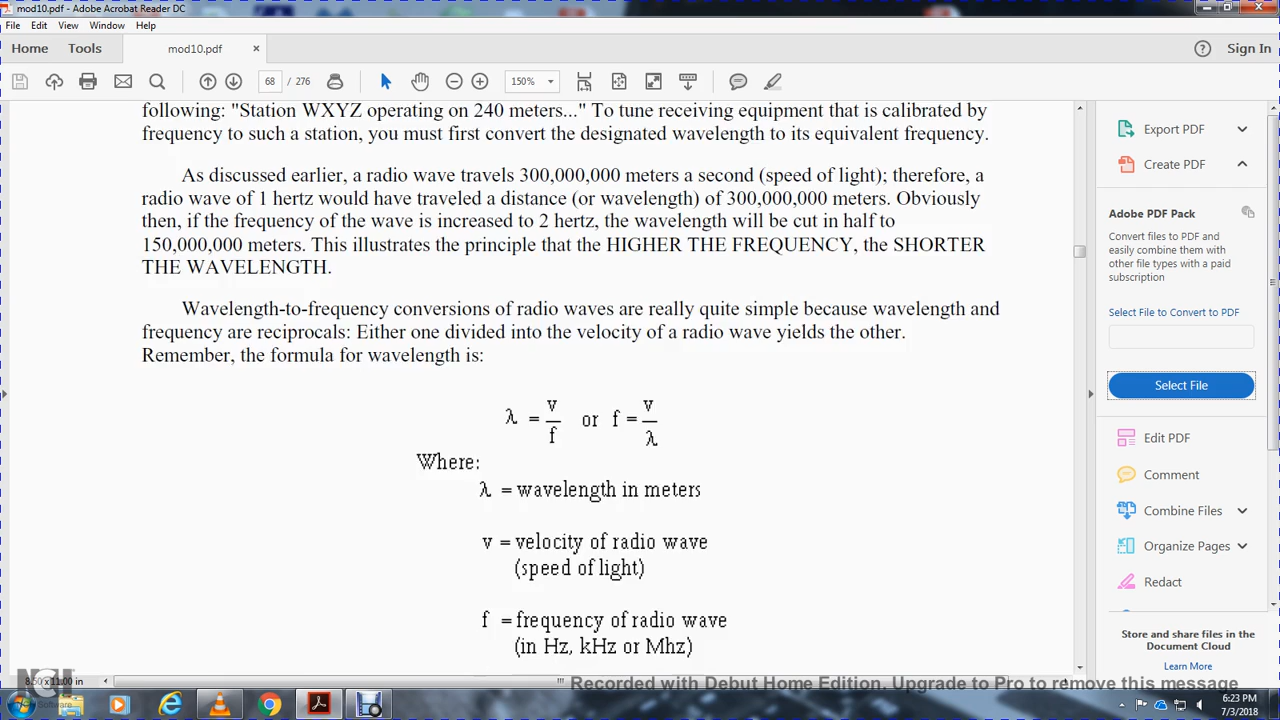 mod10.pdf - Adobe Acrobat Reader DC
File Edit View Window Help
Home Tools mod10.pdf × Sign In
68 / 276 150%
following: "Station WXYZ operating on 240 meters..." To tune receiving equipment that is calibrated by
frequency to such a station, you must first convert the designated wavelength to its equivalent frequency.
As discussed earlier, a radio wave travels 300,000,000 meters a second (speed of light); therefore, a
radio wave of 1 hertz would have traveled a distance (or wavelength) of 300,000,000 meters. Obviously
then, if the frequency of the wave is increased to 2 hertz, the wavelength will be cut in half to
150,000,000 meters. This illustrates the principle that the HIGHER THE FREQUENCY, the SHORTER
THE WAVELENGTH.
Wavelength-to-frequency conversions of radio waves are really quite simple because wavelength and
frequency are reciprocals: Either one divided into the velocity of a radio wave yields the other.
Remember, the formula for wavelength is:
λ = v/f or f = v/λ
Where:
λ = wavelength in meters
v = velocity of radio wave
(speed of light)
f = frequency of radio wave
(in Hz, kHz or Mhz)
Export PDF
Create PDF
Adobe PDF Pack
Convert files to PDF and
easily combine them with
other file types with a paid
subscription
Select File to Convert to PDF
Select File
Edit PDF
Comment
Combine Files
Organize Pages
Redact
Store and share files in the
Document Cloud
Learn More
8.50 x 11.00 in
NCH
Software
Recorded with Debut Home Edition. Upgrade to Pro to remove this message
6:23 PM
7/3/2018